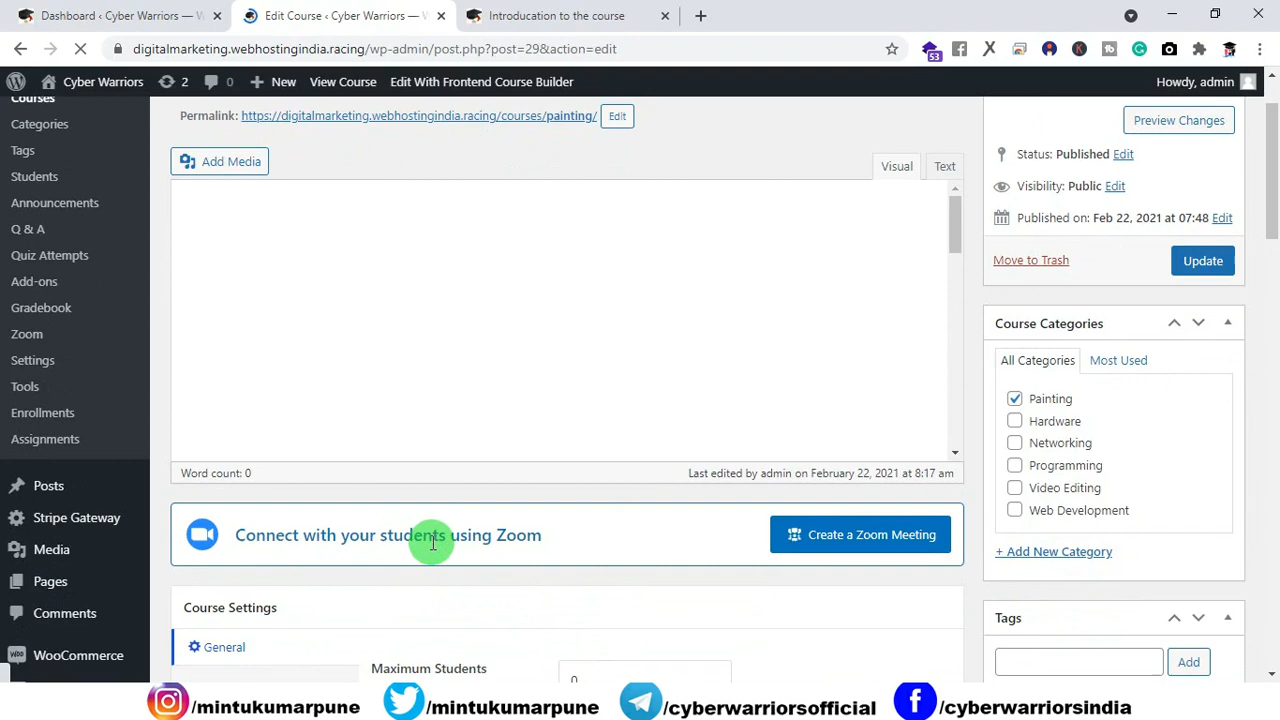 Dashboard ‹ Cyber Warriors — W
Edit Course ‹ Cyber Warriors — W
Introducation to the course
digitalmarketing.webhostingindia.racing/wp-admin/post.php?post=29&action=edit
53
Cyber Warriors
2
0
New
View Course
Edit With Frontend Course Builder
Howdy, admin
Courses
Categories
Tags
Students
Announcements
Q & A
Quiz Attempts
Add-ons
Gradebook
Zoom
Settings
Tools
Enrollments
Assignments
Posts
Stripe Gateway
Media
Pages
Comments
WooCommerce
Permalink: https://digitalmarketing.webhostingindia.racing/courses/painting/ Edit
Add Media
Visual
Text
Word count: 0
Last edited by admin on February 22, 2021 at 8:17 am
Connect with your students using Zoom
Create a Zoom Meeting
Course Settings
General
Maximum Students
0
Preview Changes
Status: Published Edit
Visibility: Public Edit
Published on: Feb 22, 2021 at 07:48 Edit
Move to Trash
Update
Course Categories
All Categories
Most Used
Painting
Hardware
Networking
Programming
Video Editing
Web Development
+ Add New Category
Tags
Add
/mintukumarpune
/mintukumarpune
/cyberwarriorsofficial
/cyberwarriorsindia